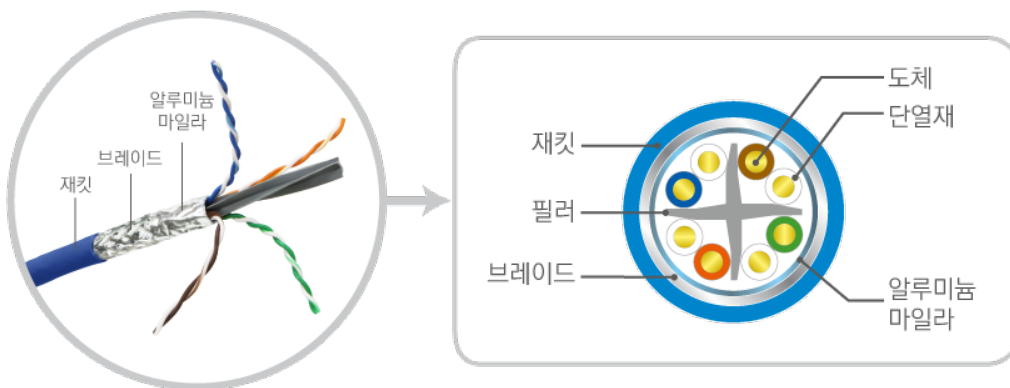 알루미늄
마일라
브레이드
재킷
재킷
필러
브레이드
도체
단열재
알루미늄
마일라